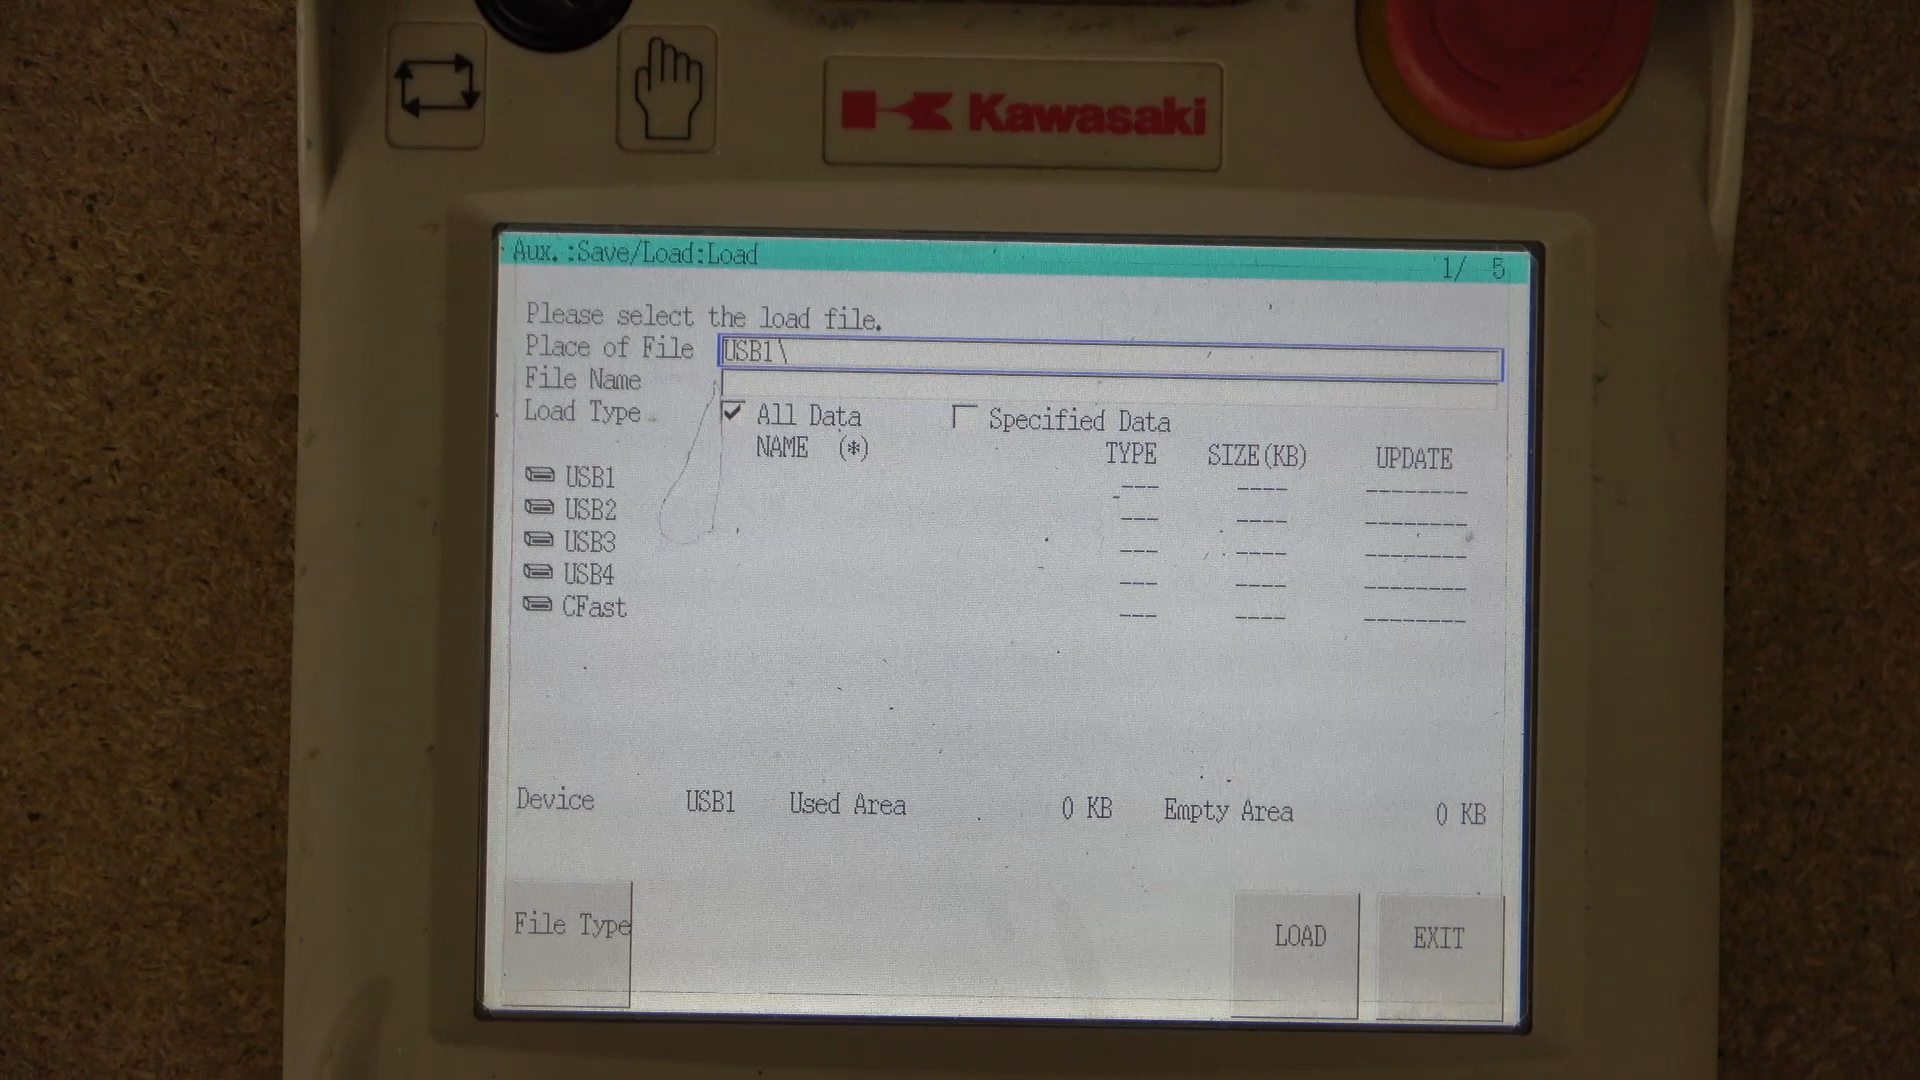 Kawasaki
Aux. :Save/Load:Load 1/ 5
Please select the load file.
Place of File USB1\
File Name
Load Type All Data Specified Data
NAME (*) TYPE SIZE(KB) UPDATE
USB1 --- ---- --------
USB2 --- ---- --------
USB3 --- ---- --------
USB4 --- ---- --------
CFast --- ---- --------
Device USB1 Used Area 0 KB Empty Area 0 KB
File Type LOAD EXIT